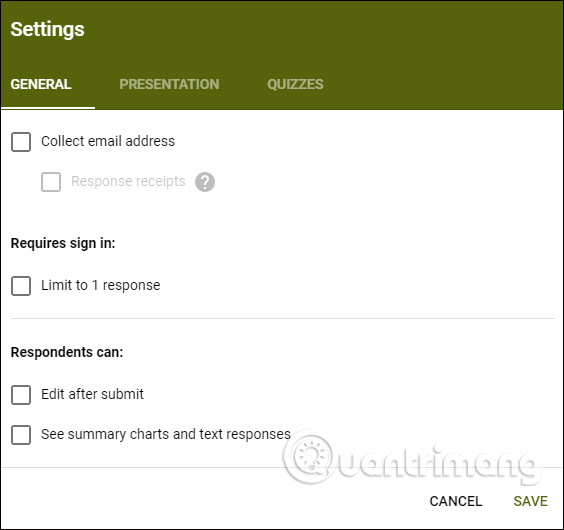 Settings
GENERAL PRESENTATION QUIZZES
Collect email address
Response receipts ?
Requires sign in:
Limit to 1 response
Respondents can:
Edit after submit
See summary charts and text responses
Quantrimang
CANCEL SAVE